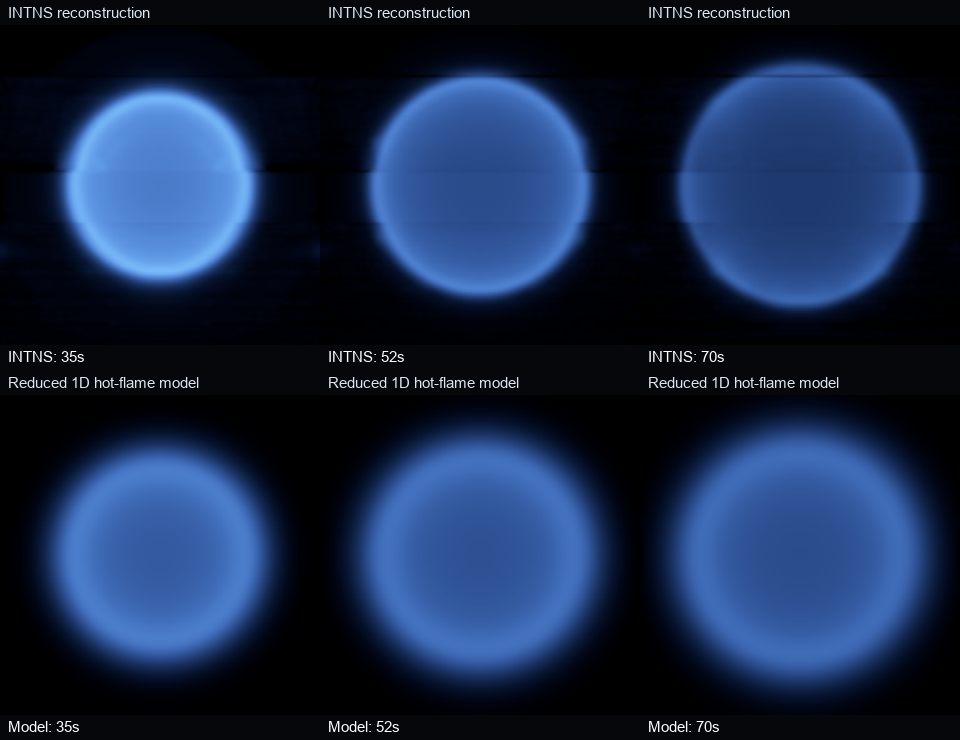 INTNS reconstruction
INTNS reconstruction
INTNS reconstruction
INTNS: 35s
INTNS: 52s
INTNS: 70s
Reduced 1D hot-flame model
Reduced 1D hot-flame model
Reduced 1D hot-flame model
Model: 35s
Model: 52s
Model: 70s